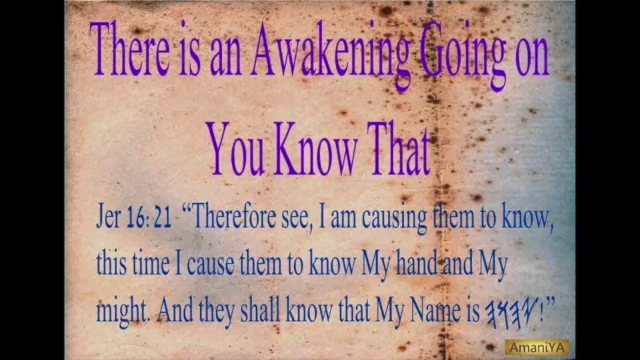 There is an Awakening Going on
You Know That
Jer 16:21 “Therefore see, I am causing them to know,
this time I cause them to know My hand and My
might. And they shall know that My Name is 𐤉𐤄𐤅𐤄!”
AmaniYA